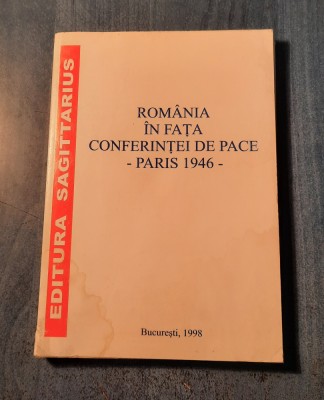 EDITURA SAGITTARIUS
ROMÂNIA
ÎN FAȚA
CONFERINȚEI DE PACE
- PARIS 1946 -
București, 1998